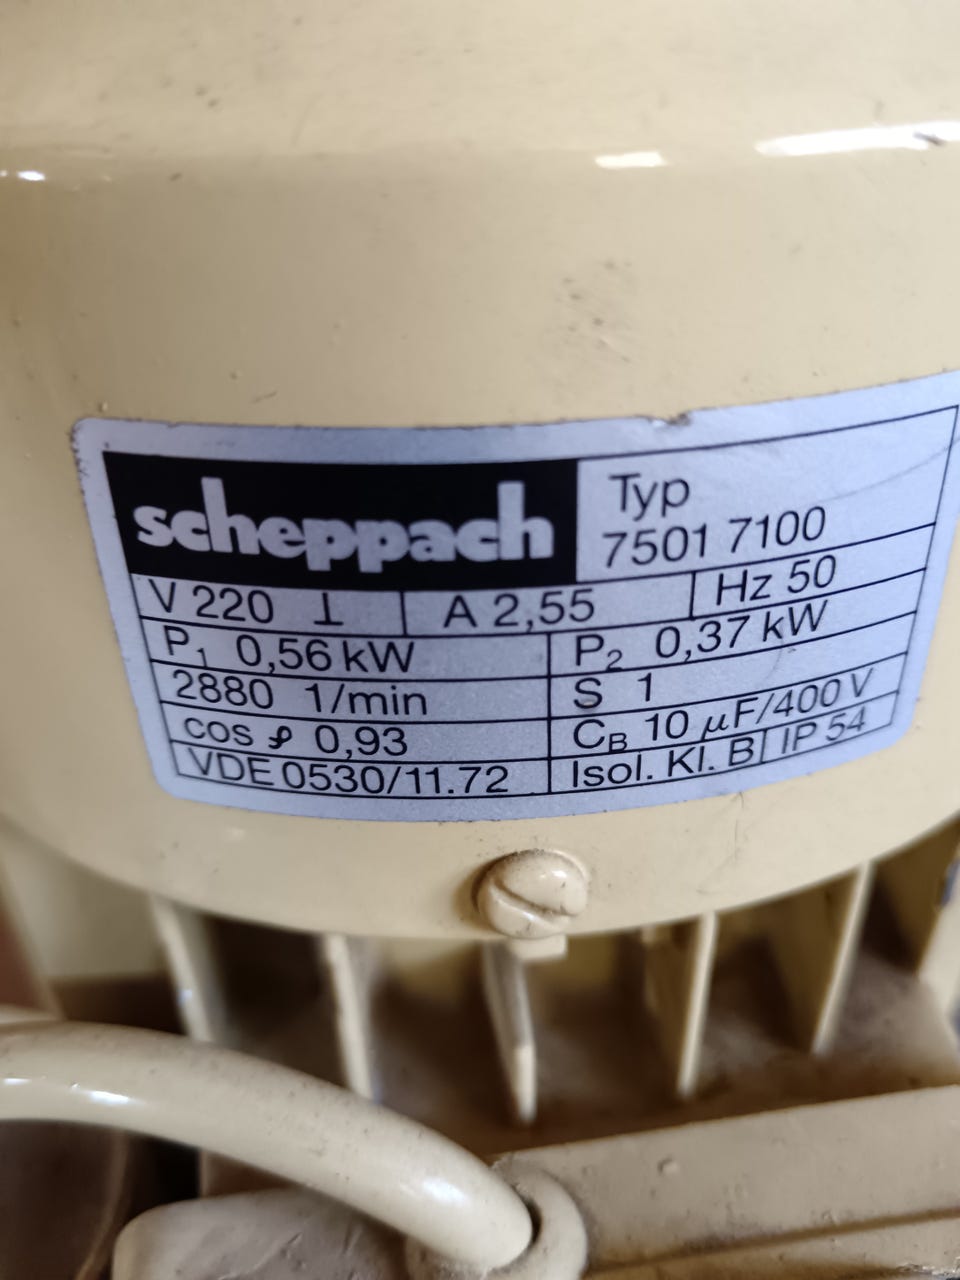 scheppach
Typ
7501 7100
V 220 ⊥ A 2,55 Hz 50
P₁ 0,56 kW P₂ 0,37 kW
2880 1/min S 1
cos φ 0,93 C_B 10 µF/400 V
VDE 0530/11.72 Isol. Kl. B IP 54